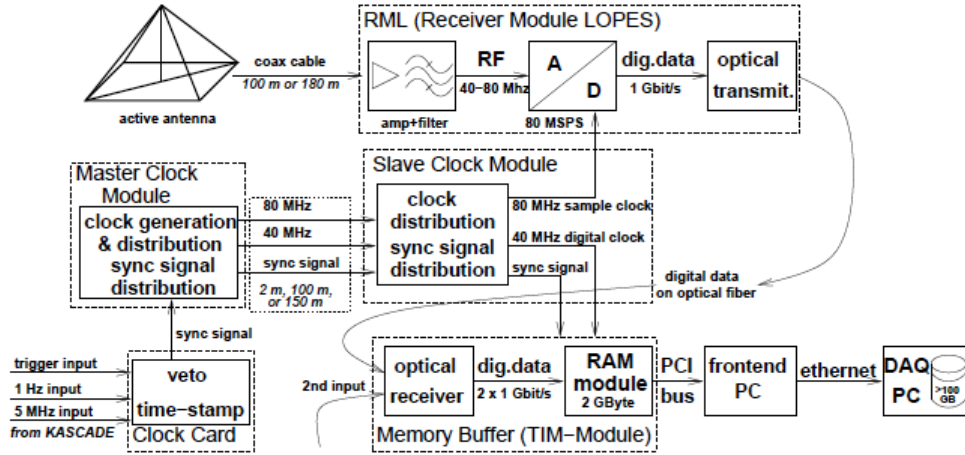 RML (Receiver Module LOPES)
coax cable
100 m or 180 m
active antenna
amp+filter
RF
40−80 Mhz
A
D
80 MSPS
dig.data
1 Gbit/s
optical
transmit.
Master Clock
Module
clock generation
& distribution
sync signal
distribution
80 MHz
40 MHz
sync signal
2 m, 100 m,
or 150 m
Slave Clock Module
clock
distribution
sync signal
distribution
80 MHz sample clock
40 MHz digital clock
sync signal
digital data
on optical fiber
sync signal
trigger input
1 Hz input
5 MHz input
from KASCADE
veto
time−stamp
Clock Card
2nd input
optical
receiver
dig.data
2 x 1 Gbit/s
RAM
module
2 GByte
Memory Buffer (TIM−Module)
PCI
bus
frontend
PC
ethernet
DAQ
PC
>100
GB